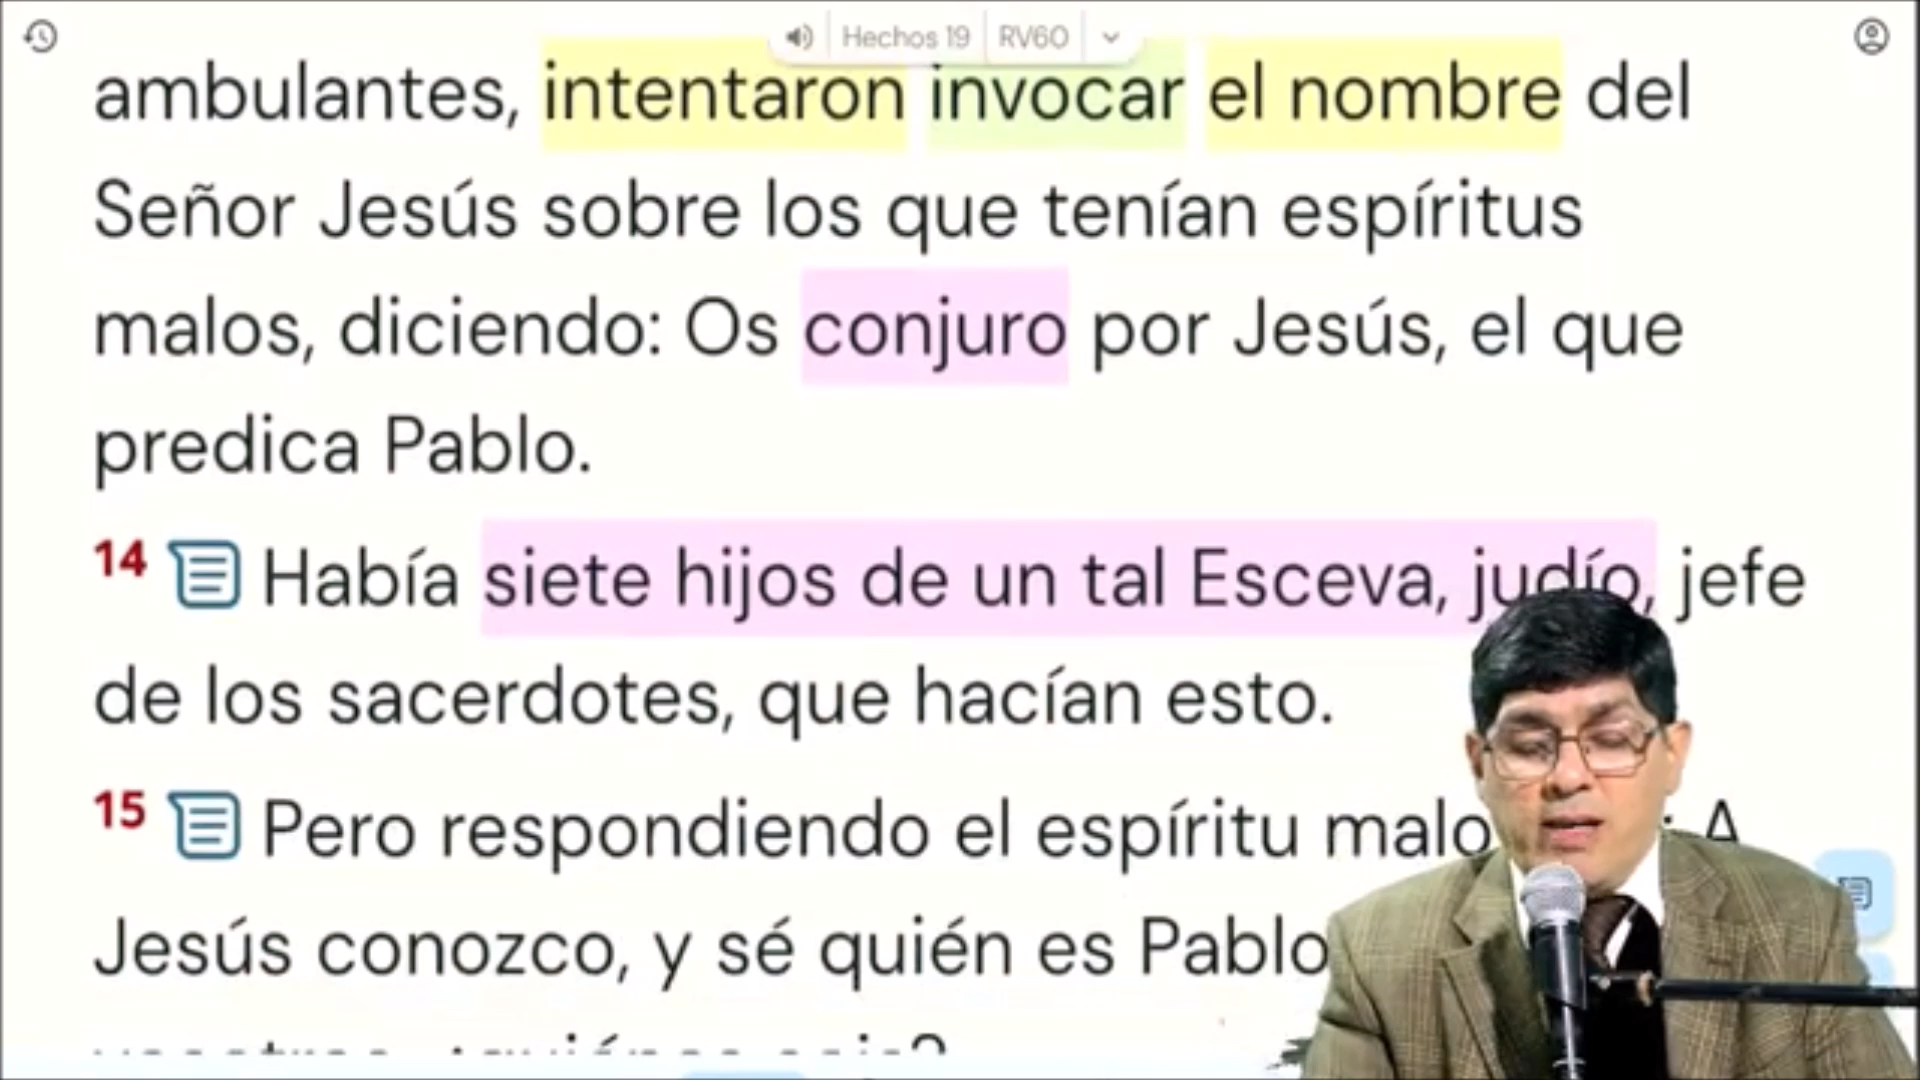 Hechos 19 RV60
ambulantes, intentaron invocar el nombre del
Señor Jesús sobre los que tenían espíritus
malos, diciendo: Os conjuro por Jesús, el que
predica Pablo.
14 Había siete hijos de un tal Esceva, judío, jefe
de los sacerdotes, que hacían esto.
15 Pero respondiendo el espíritu malo : A
Jesús conozco, y sé quién es Pablo